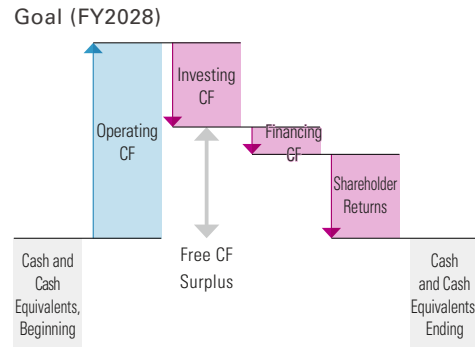 Goal (FY2028)
Investing
CF
Operating
CF
Financing
CF
Shareholder
Returns
Free CF
Surplus
Cash and
Cash
Equivalents,
Beginning
Cash
and Cash
Equivalents
Ending